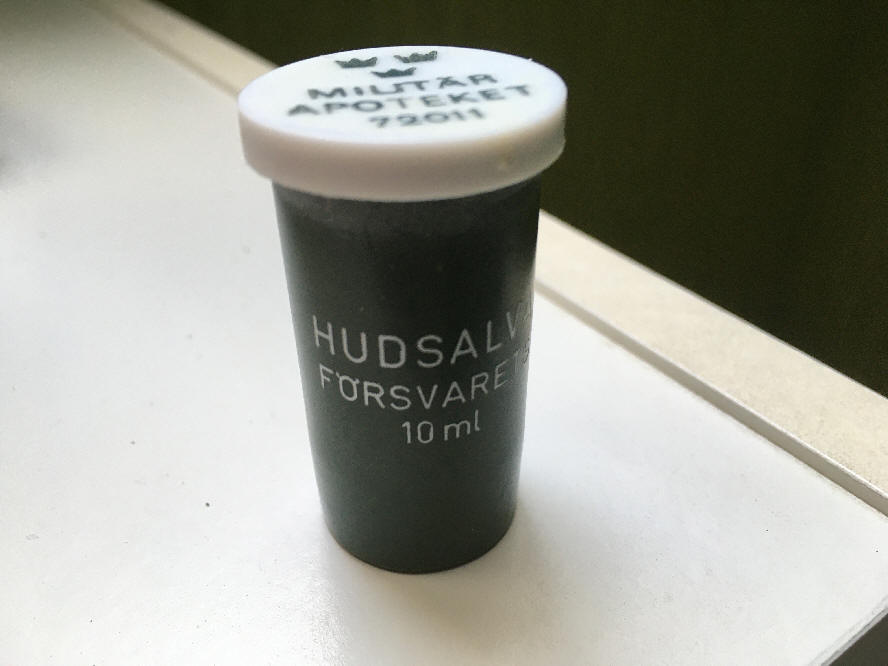 MILITÄR
APOTEKET
72011
HUDSALVA
FÖRSVARETS
10 ml